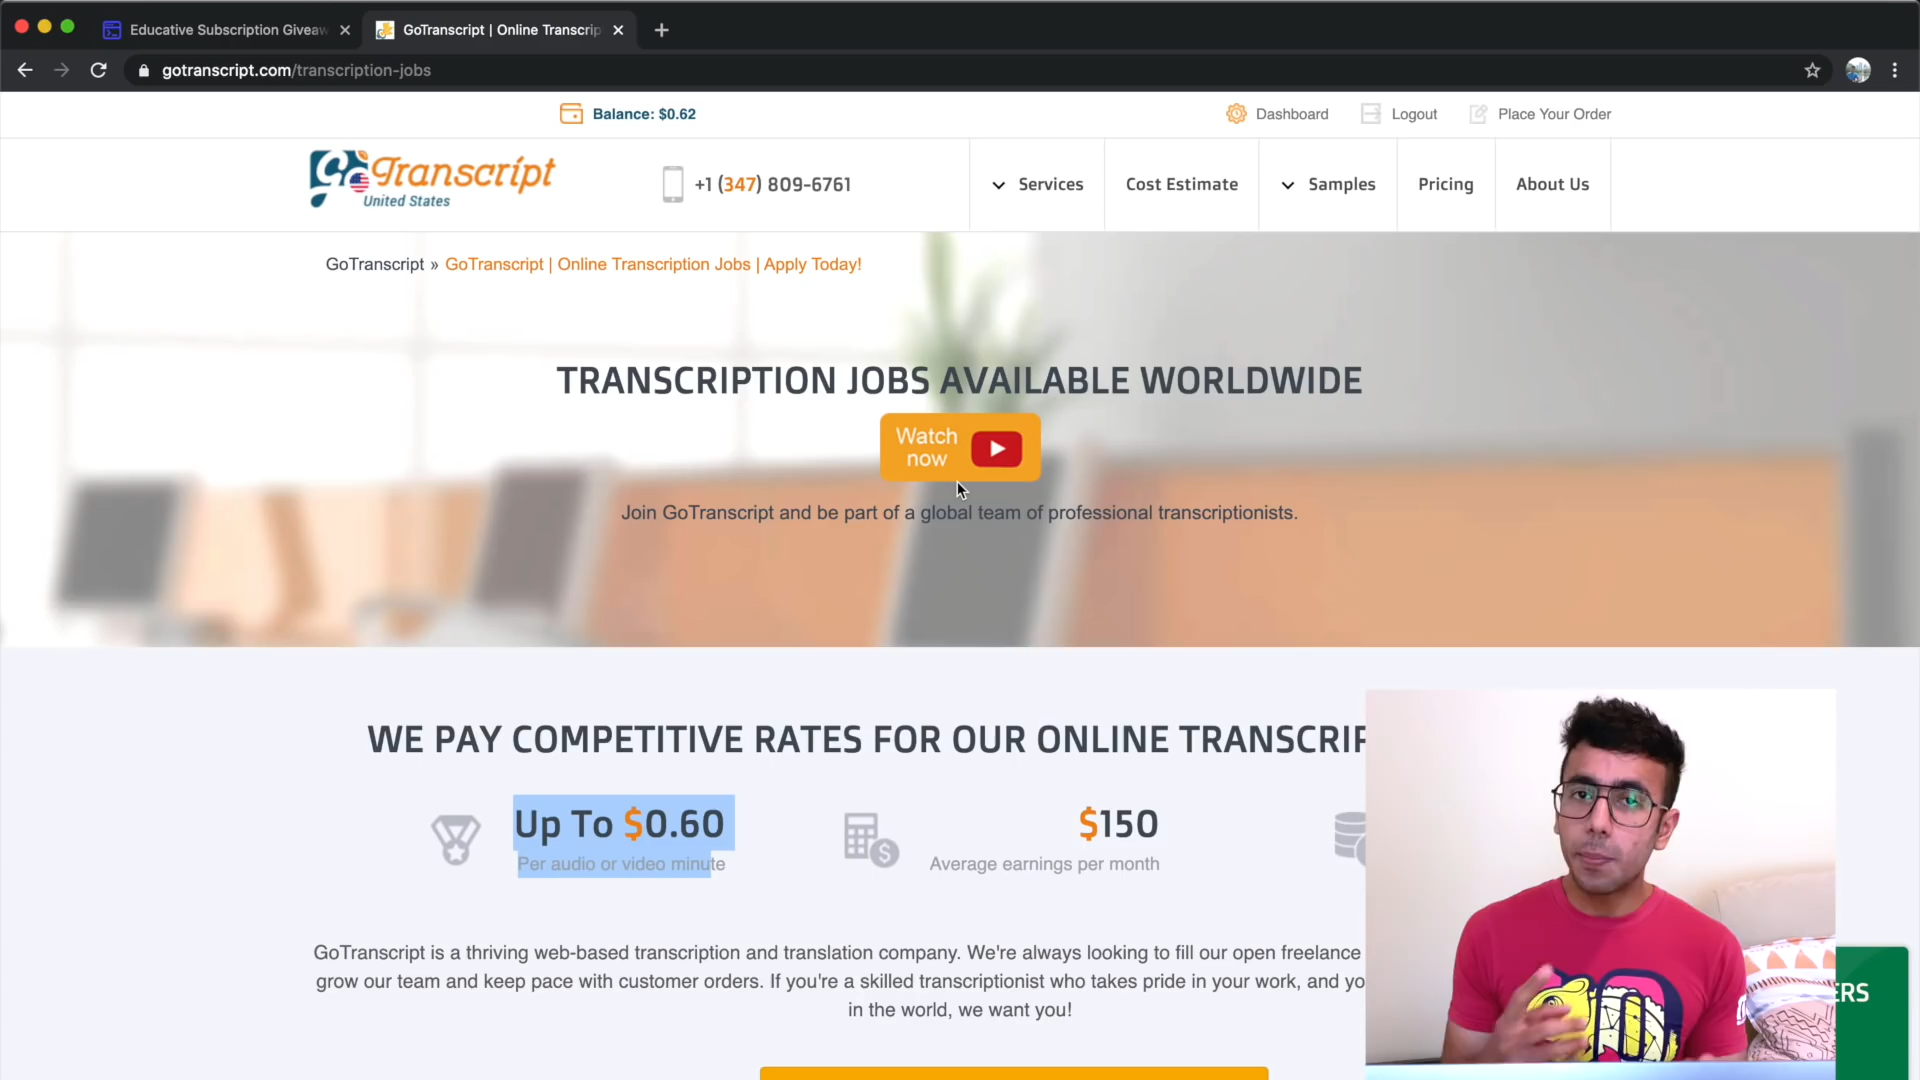 Educative Subscription Giveaw
GoTranscript | Online Transcrip
gotranscript.com/transcription-jobs
Balance: $0.62
Dashboard
Logout
Place Your Order
GoTranscript
United States
+1 (347) 809-6761
Services
Cost Estimate
Samples
Pricing
About Us
GoTranscript » GoTranscript | Online Transcription Jobs | Apply Today!
TRANSCRIPTION JOBS AVAILABLE WORLDWIDE
Watch
now
Join GoTranscript and be part of a global team of professional transcriptionists.
WE PAY COMPETITIVE RATES FOR OUR ONLINE TRANSCRIP
Up To $0.60
Per audio or video minute
$150
Average earnings per month
GoTranscript is a thriving web-based transcription and translation company. We're always looking to fill our open freelance
grow our team and keep pace with customer orders. If you're a skilled transcriptionist who takes pride in your work, and yo
in the world, we want you!
ERS